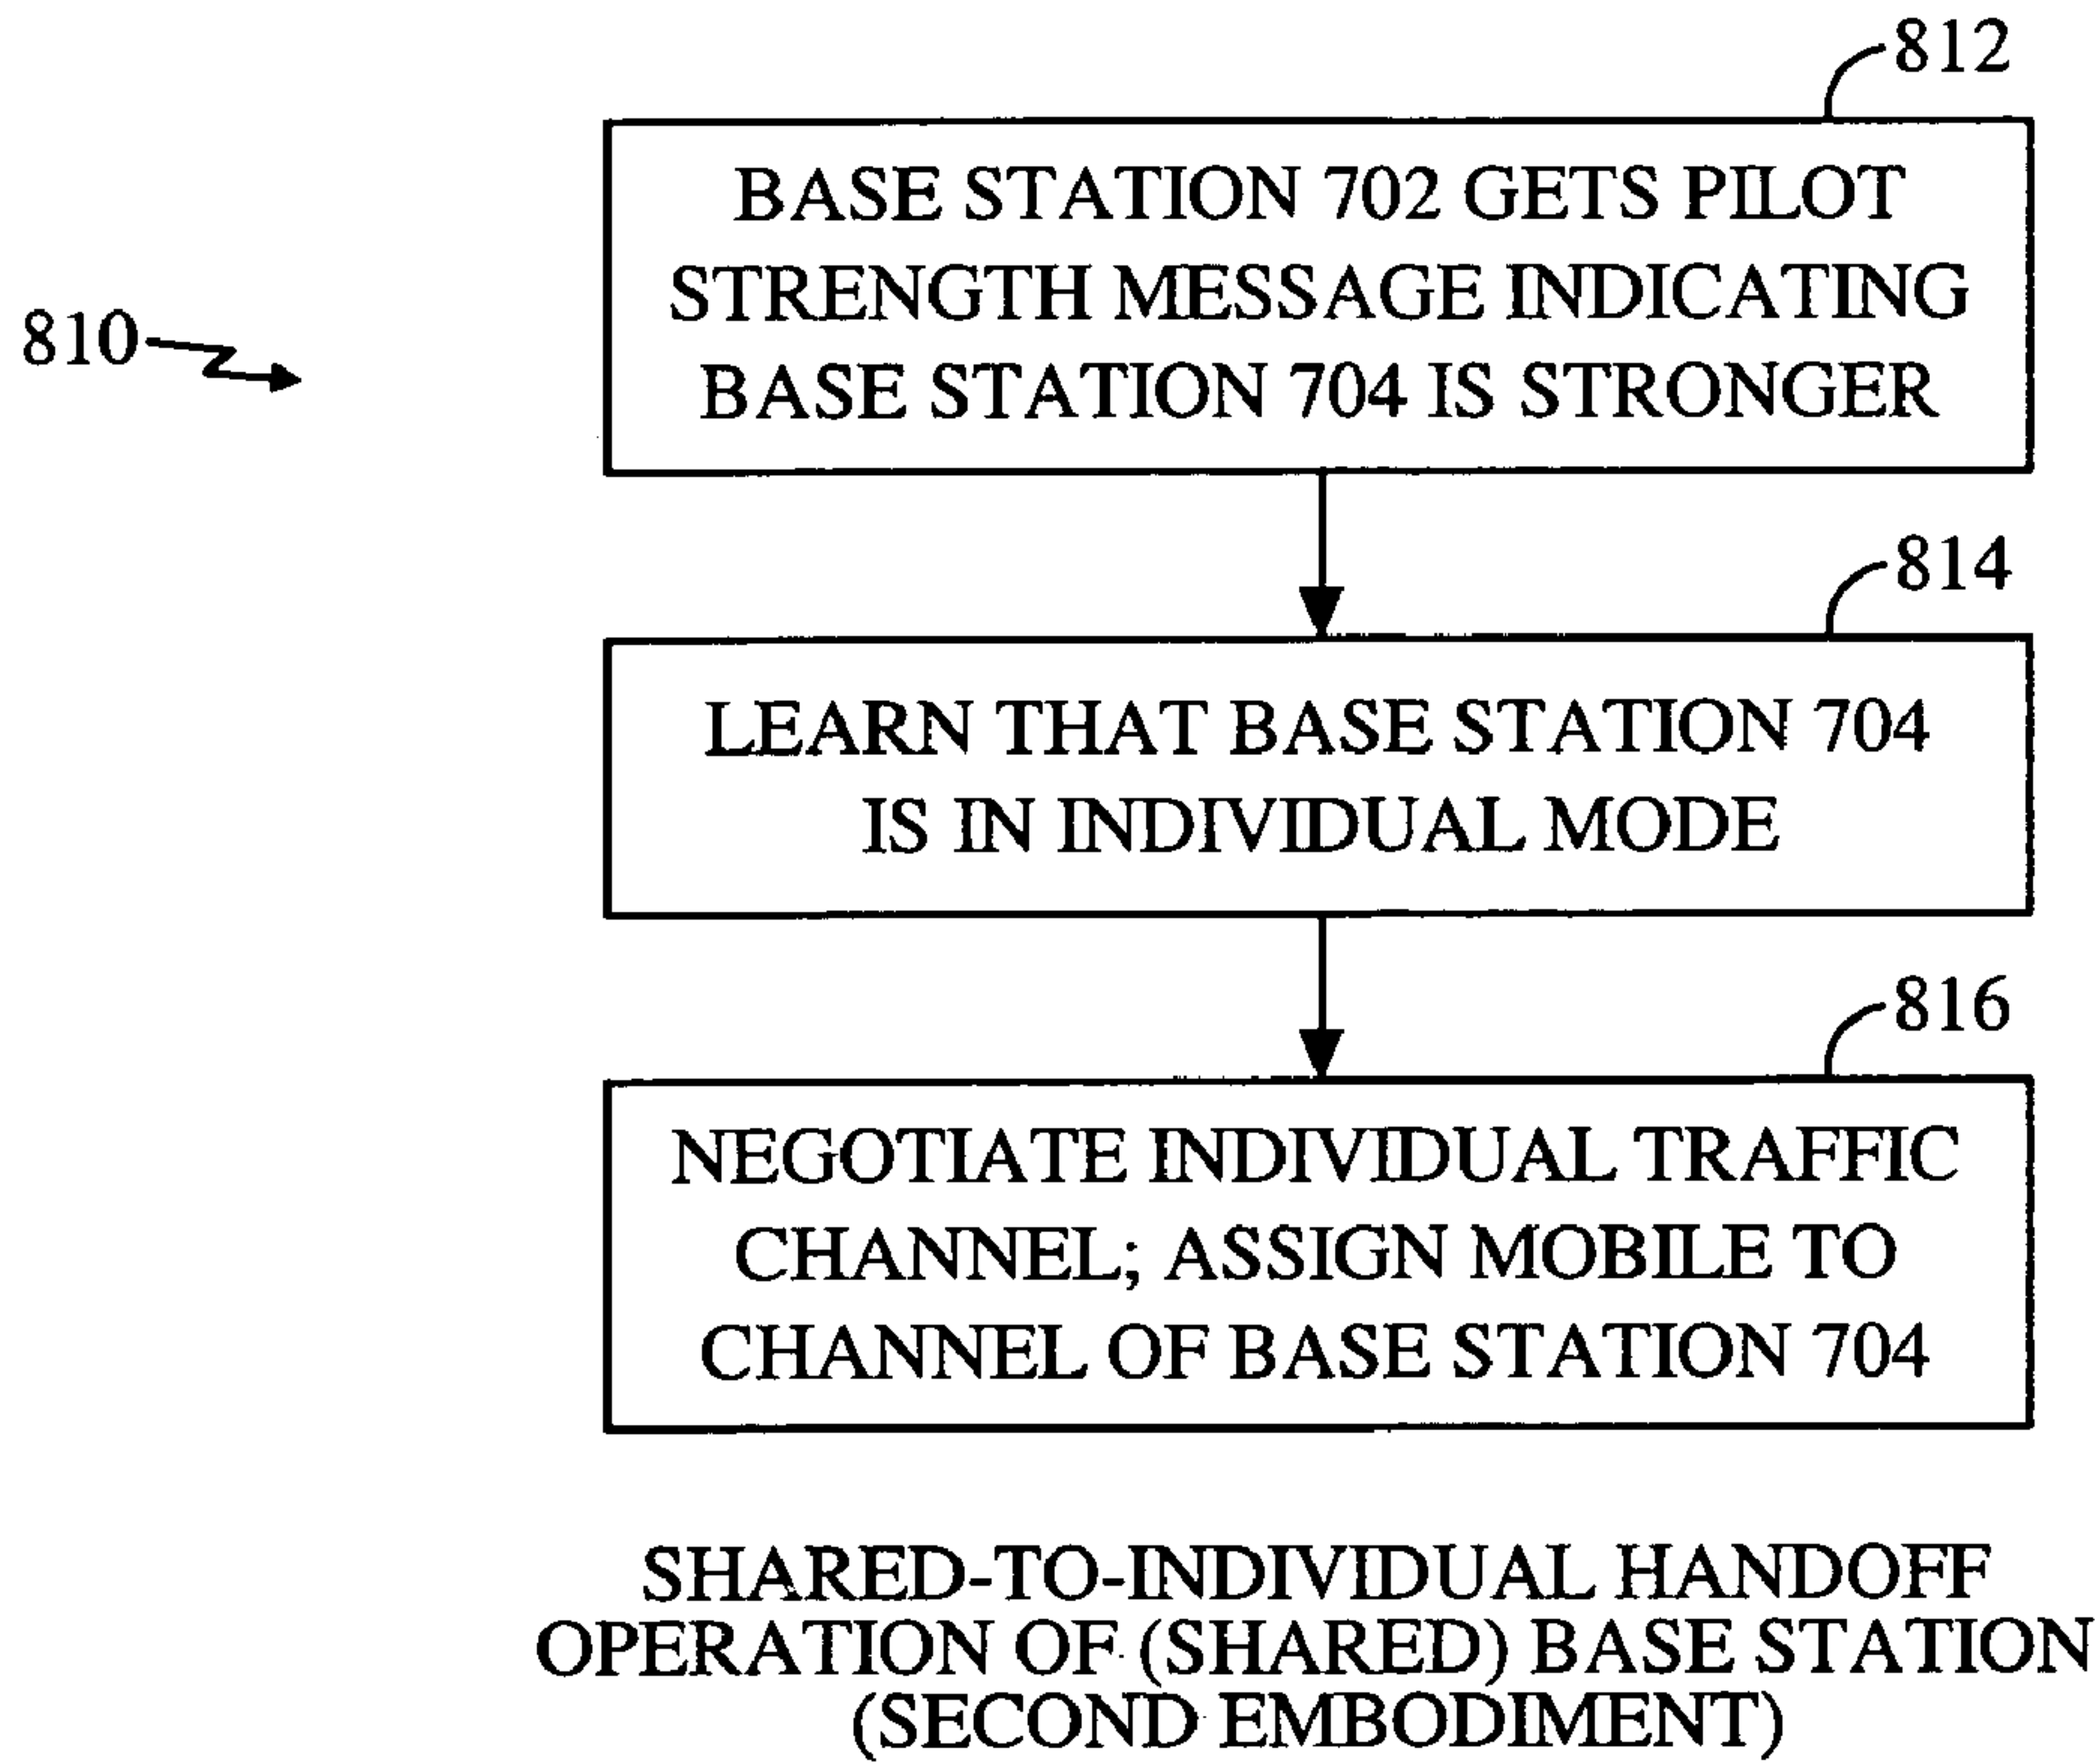 812
BASE STATION 702 GETS PILOT
STRENGTH MESSAGE INDICATING
BASE STATION 704 IS STRONGER
810
814
LEARN THAT BASE STATION 704
IS IN INDIVIDUAL MODE
816
NEGOTIATE INDIVIDUAL TRAFFIC
CHANNEL; ASSIGN MOBILE TO
CHANNEL OF BASE STATION 704
SHARED-TO-INDIVIDUAL HANDOFF
OPERATION OF (SHARED) BASE STATION
(SECOND EMBODIMENT)